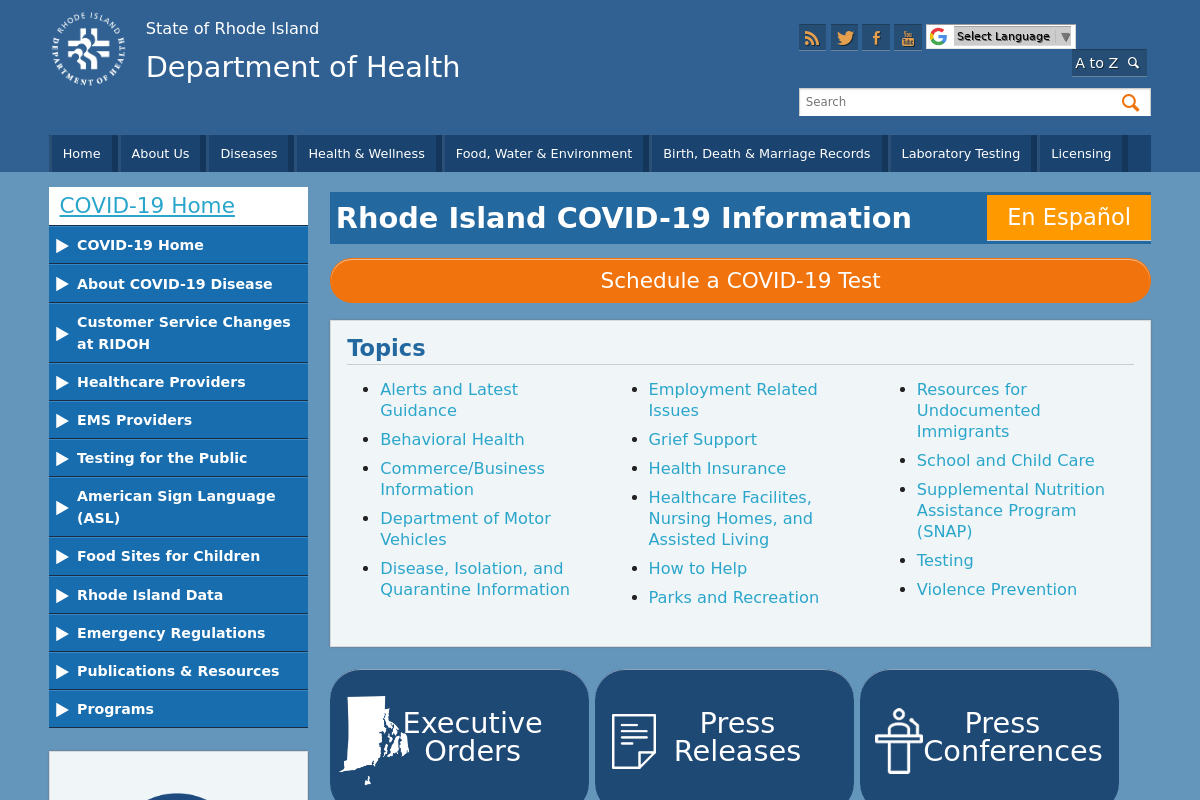 RHODE ISLAND
DEPARTMENT OF HEALTH
State of Rhode Island
Department of Health
You
Tube
Select Language ▼
A to Z
Search
Home
About Us
Diseases
Health & Wellness
Food, Water & Environment
Birth, Death & Marriage Records
Laboratory Testing
Licensing
COVID-19 Home
COVID-19 Home
About COVID-19 Disease
Customer Service Changes
at RIDOH
Healthcare Providers
EMS Providers
Testing for the Public
American Sign Language
(ASL)
Food Sites for Children
Rhode Island Data
Emergency Regulations
Publications & Resources
Programs
Rhode Island COVID-19 Information
En Español
Schedule a COVID-19 Test
Topics
Alerts and Latest
Guidance
Behavioral Health
Commerce/Business
Information
Department of Motor
Vehicles
Disease, Isolation, and
Quarantine Information
Employment Related
Issues
Grief Support
Health Insurance
Healthcare Facilites,
Nursing Homes, and
Assisted Living
How to Help
Parks and Recreation
Resources for
Undocumented
Immigrants
School and Child Care
Supplemental Nutrition
Assistance Program
(SNAP)
Testing
Violence Prevention
Executive
Orders
Press
Releases
Press
Conferences